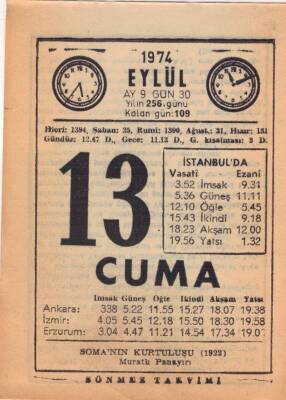 1974
EYLÜL
AY 9 GÜN 30
Yılın 256.günü
Kalan gün:109
Hicri: 1394, Şaban: 25, Rumi: 1390, Ağust.: 31, Hızır: 131
Gündüz: 12.47 D., Gece: 11.13 D., G. kısalması: 3 D.
13
İSTANBUL'DA
Vasati Ezani
3.52 İmsak 9.31
5.36 Güneş 11.11
12.10 Öğle 5.45
15.43 İkindi 9.18
18.23 Akşam 12.00
19.56 Yatsı 1.32
CUMA
İmsak Güneş Öğle İkindi Akşam Yatsı
Ankara: 338 5.22 11.55 15.27 18.07 19.38
İzmir: 4.05 5.45 12.18 15.50 18.30 19.58
Erzurum: 3.04 4.47 11.21 14.54 17.34 19.07
SOMA'NIN KURTULUŞU (1922)
Muratlı Panayırı
SÖNMEZ TAKVİMİ